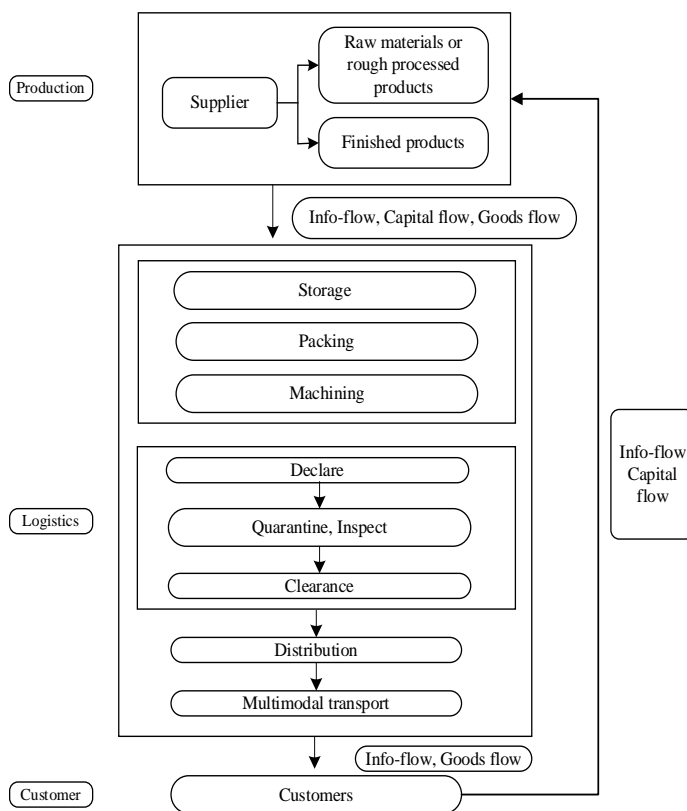 Raw materials or
rough processed
products
Production
Supplier
Finished products
Info-flow, Capital flow, Goods flow
Storage
Packing
Machining
Info-flow
Capital
flow
Declare
Logistics
Quarantine, Inspect
Clearance
Distribution
Multimodal transport
Info-flow, Goods flow
Customer
Customers